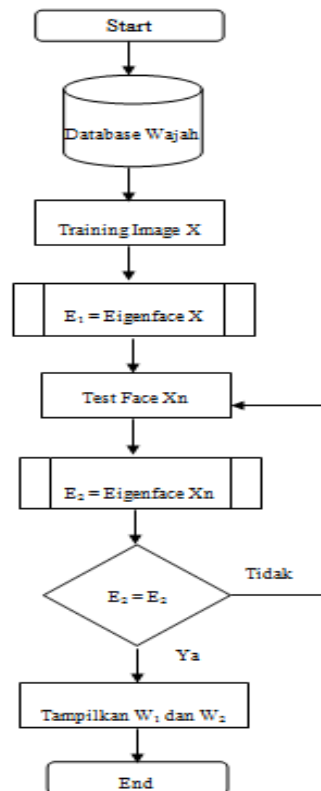 Start
Database Wajah
Training Image X
E₁ = Eigenface X
Test Face Xn
E₂ = Eigenface Xn
E₂ = E₂
Tidak
Ya
Tampilkan W₁ dan W₂
End